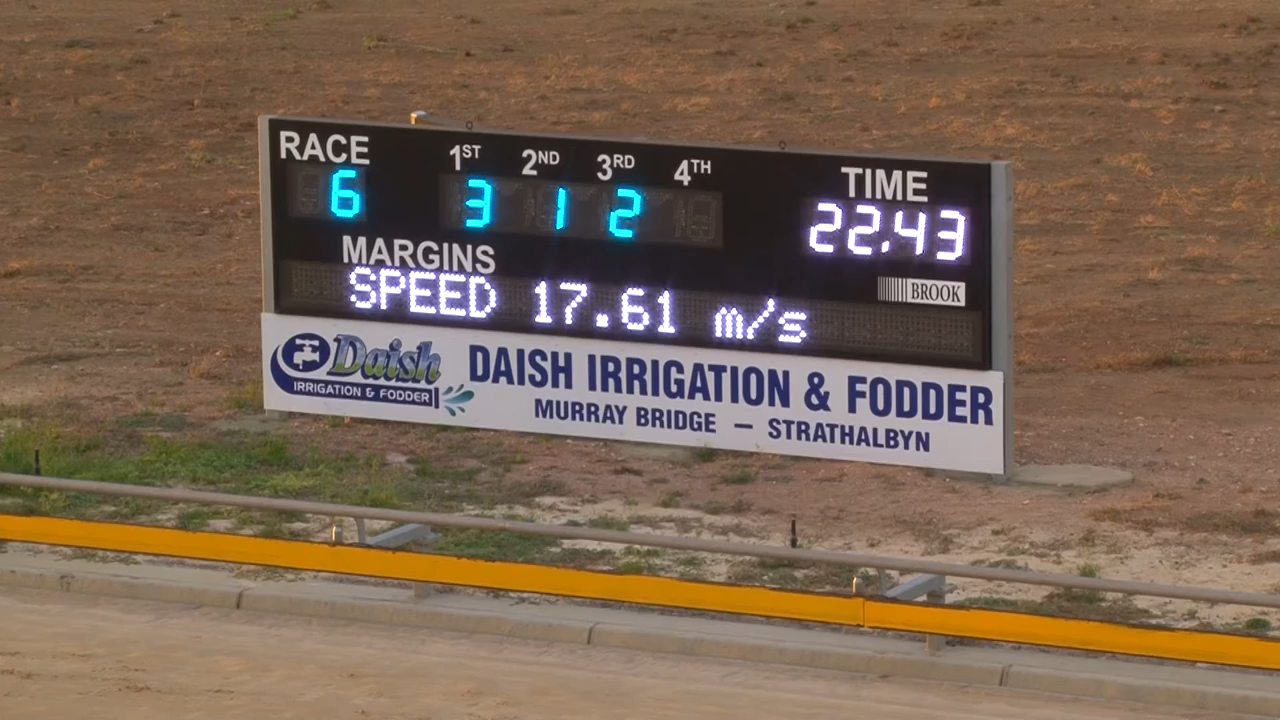 RACE 1ST 2ND 3RD 4TH TIME
6 3 1 2 22.43
MARGINS
SPEED 17.61 m/s
BROOK
Daish
IRRIGATION & FODDER
DAISH IRRIGATION & FODDER
MURRAY BRIDGE — STRATHALBYN